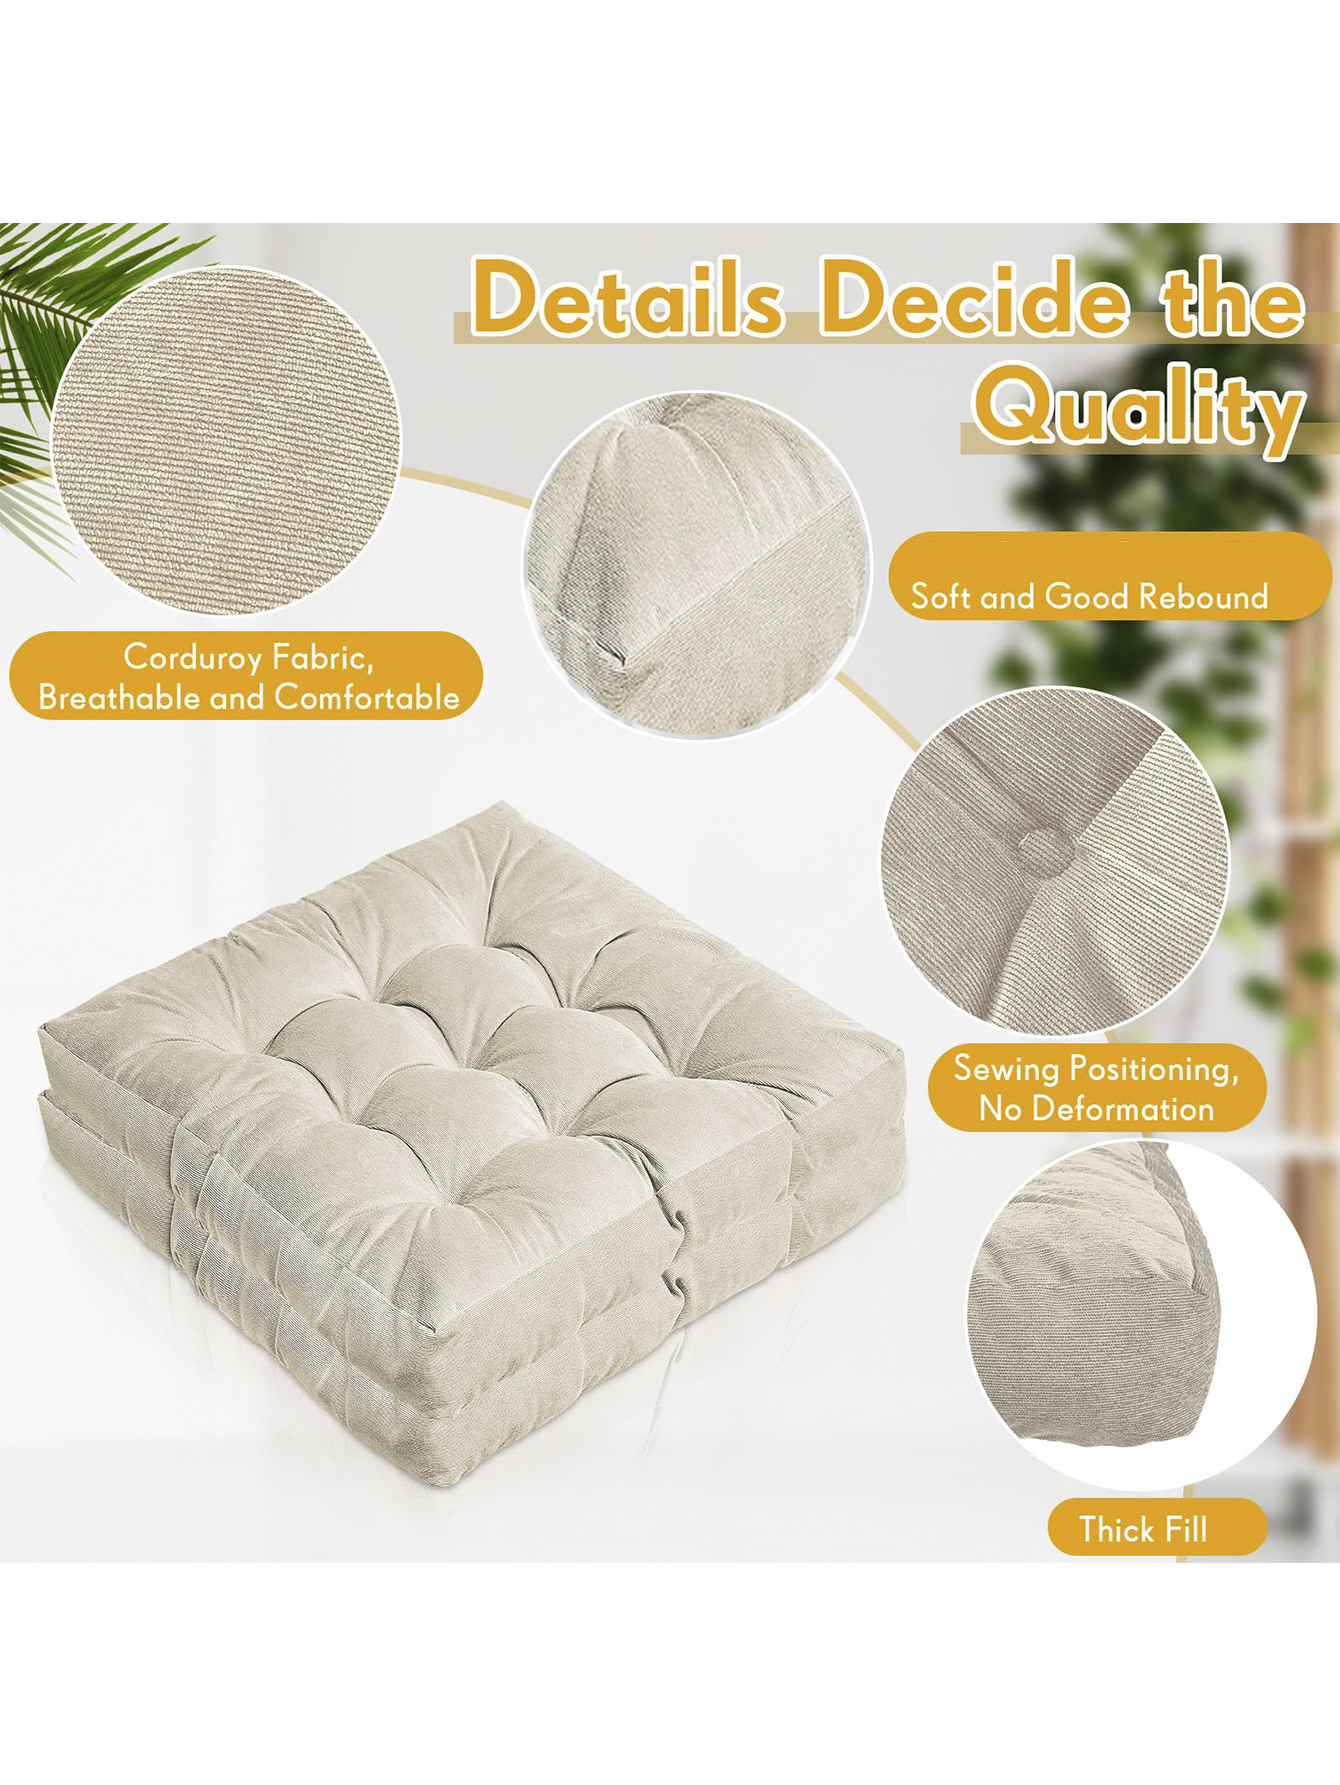 Details Decide the
Quality
Soft and Good Rebound
Corduroy Fabric,
Breathable and Comfortable
Sewing Positioning,
No Deformation
Thick Fill